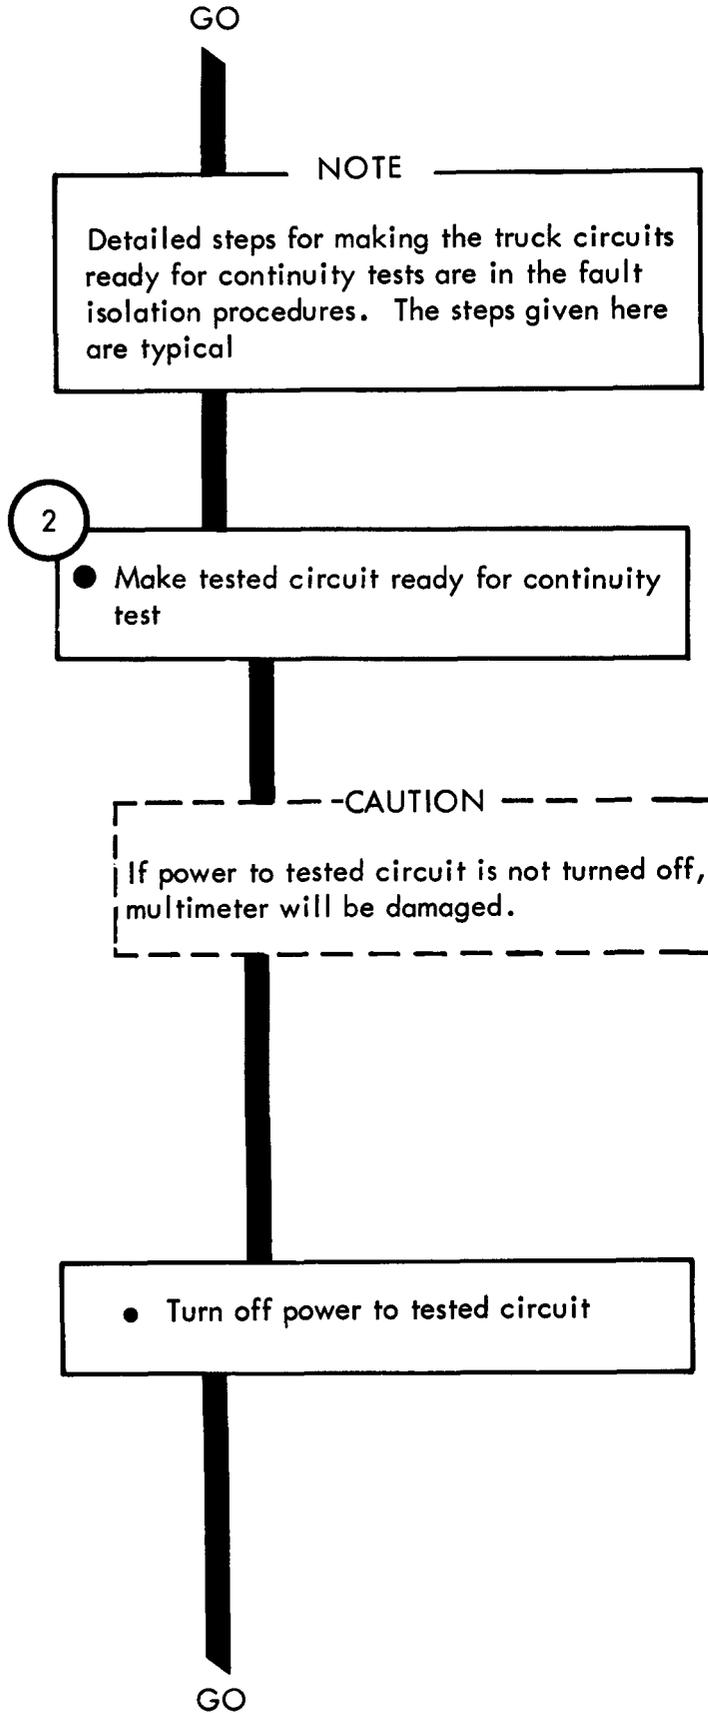 GO
NOTE
Detailed steps for making the truck circuits
ready for continuity tests are in the fault
isolation procedures. The steps given here
are typical
2
● Make tested circuit ready for continuity
test
CAUTION
If power to tested circuit is not turned off,
multimeter will be damaged.
● Turn off power to tested circuit
GO